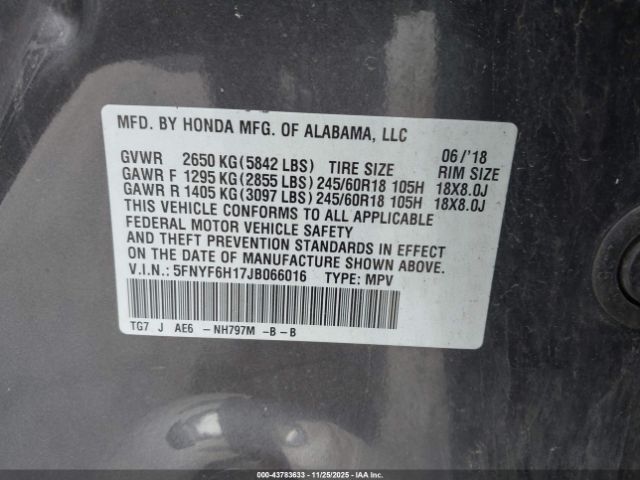 MFD. BY HONDA MFG. OF ALABAMA, LLC
06/'18
GVWR 2650 KG(5842 LBS) TIRE SIZE RIM SIZE
GAWR F 1295 KG(2855 LBS) 245/60R18 105H 18X8.0J
GAWR R 1405 KG(3097 LBS) 245/60R18 105H 18X8.0J
THIS VEHICLE CONFORMS TO ALL APPLICABLE
FEDERAL MOTOR VEHICLE SAFETY
AND THEFT PREVENTION STANDARDS IN EFFECT
ON THE DATE OF MANUFACTURE SHOWN ABOVE.
V.I.N.: 5FNYF6H17JB066016 TYPE: MPV
TG7 J AE6 -NH797M -B-B
000-43783633 - 11/25/2025 - IAAI.COM